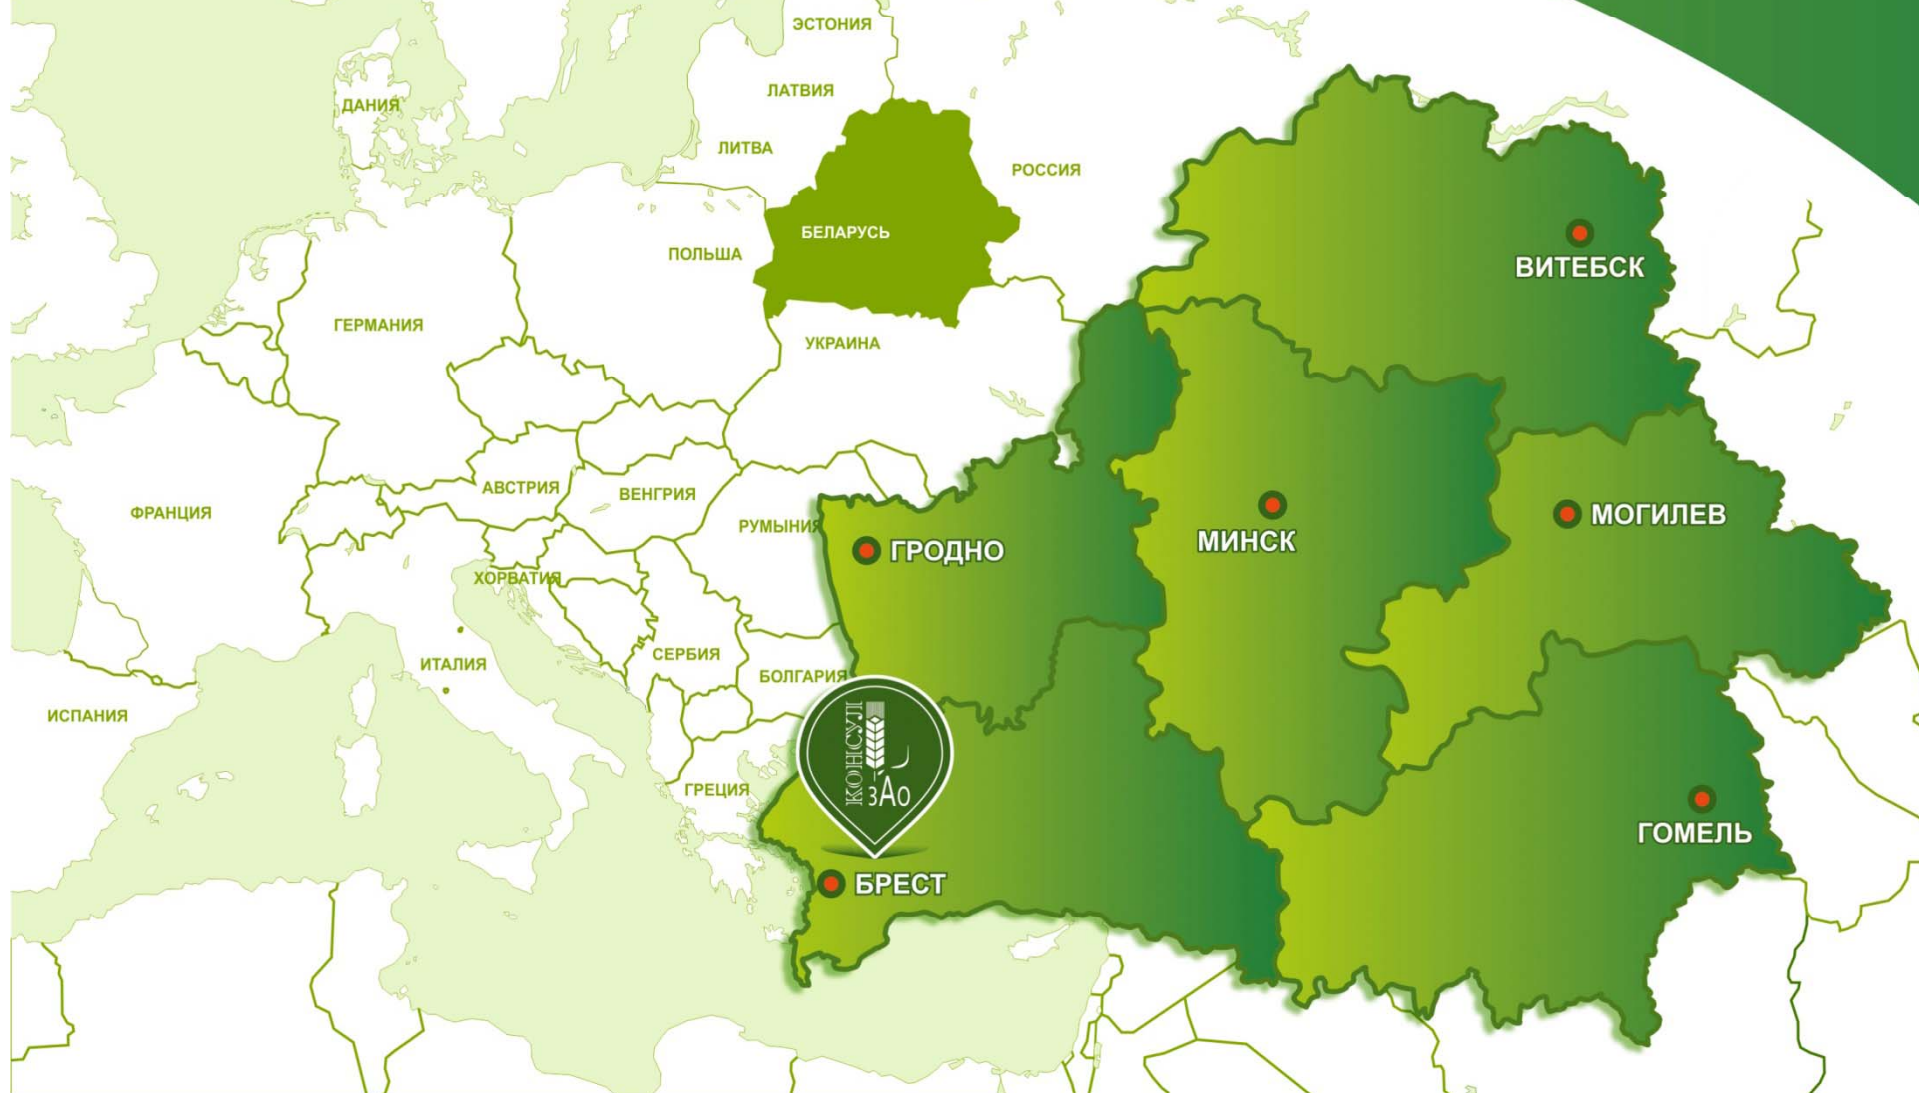 ЭСТОНИЯ
ЛАТВИЯ
ДАНИЯ
ЛИТВА
РОССИЯ
БЕЛАРУСЬ
ПОЛЬША
ВИТЕБСК
ГЕРМАНИЯ
УКРАИНА
АВСТРИЯ
ВЕНГРИЯ
ФРАНЦИЯ
РУМЫНИЯ
МОГИЛЕВ
МИНСК
ГРОДНО
ХОРВАТИЯ
СЕРБИЯ
ИТАЛИЯ
БОЛГАРИЯ
ИСПАНИЯ
КОНСУЛ
зАо
ГРЕЦИЯ
ГОМЕЛЬ
БРЕСТ